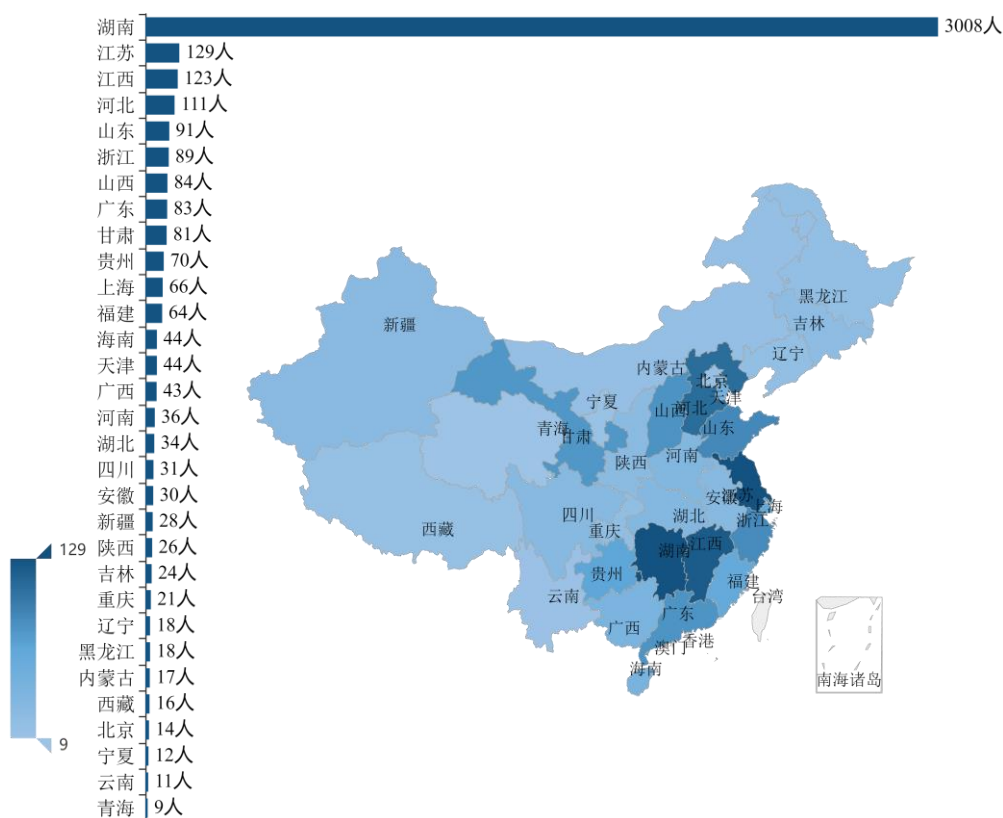 湖南 3008人
江苏 129人
江西 123人
河北 111人
山东 91人
浙江 89人
山西 84人
广东 83人
甘肃 81人
贵州 70人
上海 66人
福建 64人
海南 44人
天津 44人
广西 43人
河南 36人
湖北 34人
四川 31人
安徽 30人
新疆 28人
陕西 26人
吉林 24人
重庆 21人
辽宁 18人
黑龙江 18人
内蒙古 17人
西藏 16人
北京 14人
宁夏 12人
云南 11人
青海 9人
129
9
黑龙江
新疆
吉林
辽宁
内蒙古
北京
宁夏
天津
山西
河北
青海
甘肃
山东
河南
陕西
安徽
江苏
上海
四川
湖北
浙江
西藏
重庆
湖南
江西
贵州
福建
云南
台湾
广东
广西
香港
澳门
海南
南海诸岛